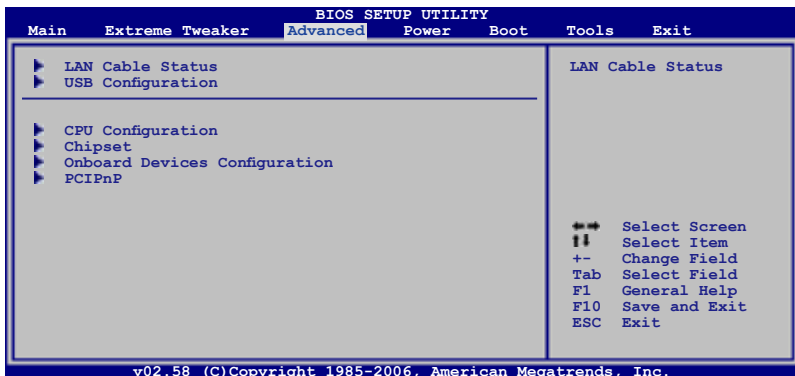 BIOS SETUP UTILITY
Main Extreme Tweaker Advanced Power Boot Tools Exit
LAN Cable Status
USB Configuration
CPU Configuration
Chipset
Onboard Devices Configuration
PCIPnP
LAN Cable Status
Select Screen
Select Item
+- Change Field
Tab Select Field
F1 General Help
F10 Save and Exit
ESC Exit
v02.58 (C)Copyright 1985-2006, American Megatrends, Inc.